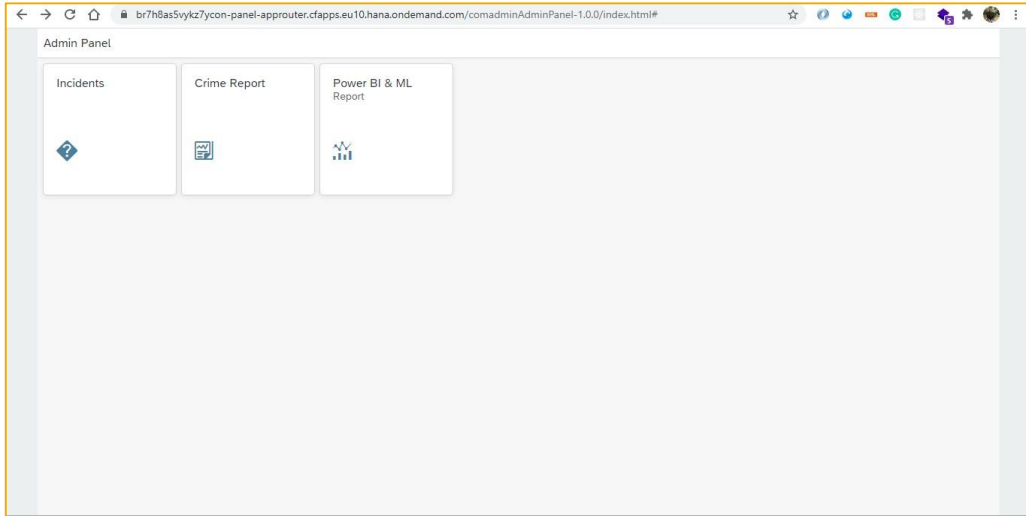 br7h8as5vykz7ycon-panel-approuter.cfapps.eu10.hana.ondemand.com/comadminAdminPanel-1.0.0/index.html#
Admin Panel
Incidents
Crime Report
Power BI & ML
Report
?